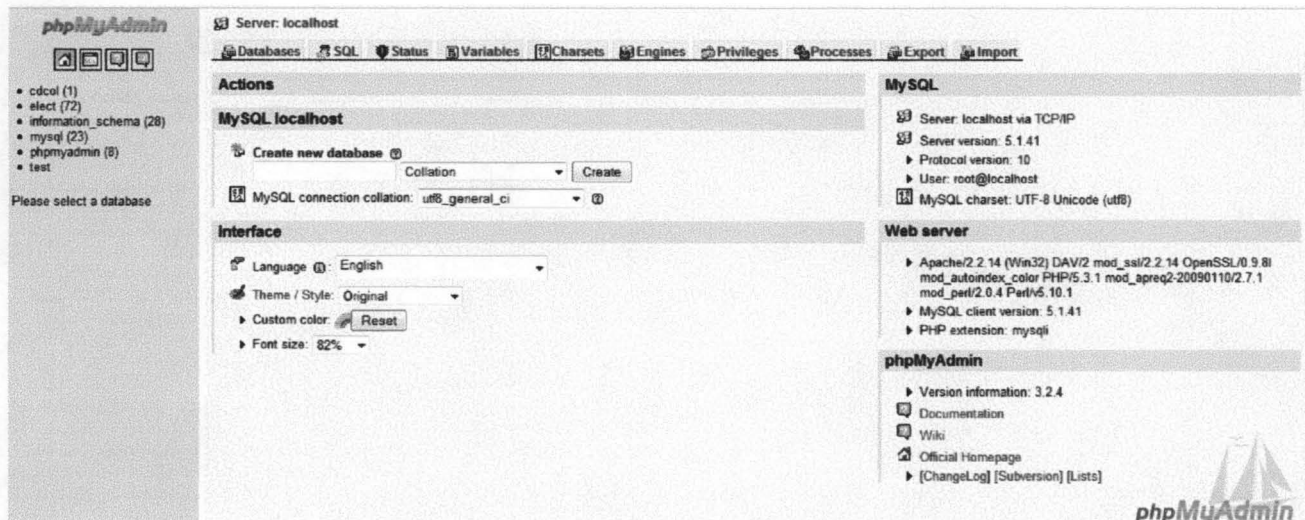 phpMyAdmin
cdcol (1)
elect (72)
information_schema (28)
mysql (23)
phpmyadmin (8)
test
Please select a database
Server: localhost
Databases SQL Status Variables Charsets Engines Privileges Processes Export Import
Actions
MySQL localhost
Create new database
Collation Create
MySQL connection collation: utf8_general_ci
Interface
Language: English
Theme / Style: Original
Custom color: Reset
Font size: 82%
MySQL
Server: localhost via TCP/IP
Server version: 5.1.41
Protocol version: 10
User: root@localhost
MySQL charset: UTF-8 Unicode (utf8)
Web server
Apache/2.2.14 (Win32) DAV/2 mod_ssl/2.2.14 OpenSSL/0.9.8l
mod_autoindex_color PHP/5.3.1 mod_apreq2-20090110/2.7.1
mod_perl/2.0.4 Perl/v5.10.1
MySQL client version: 5.1.41
PHP extension: mysqli
phpMyAdmin
Version information: 3.2.4
Documentation
Wiki
Official Homepage
[ChangeLog] [Subversion] [Lists]
phpMyAdmin